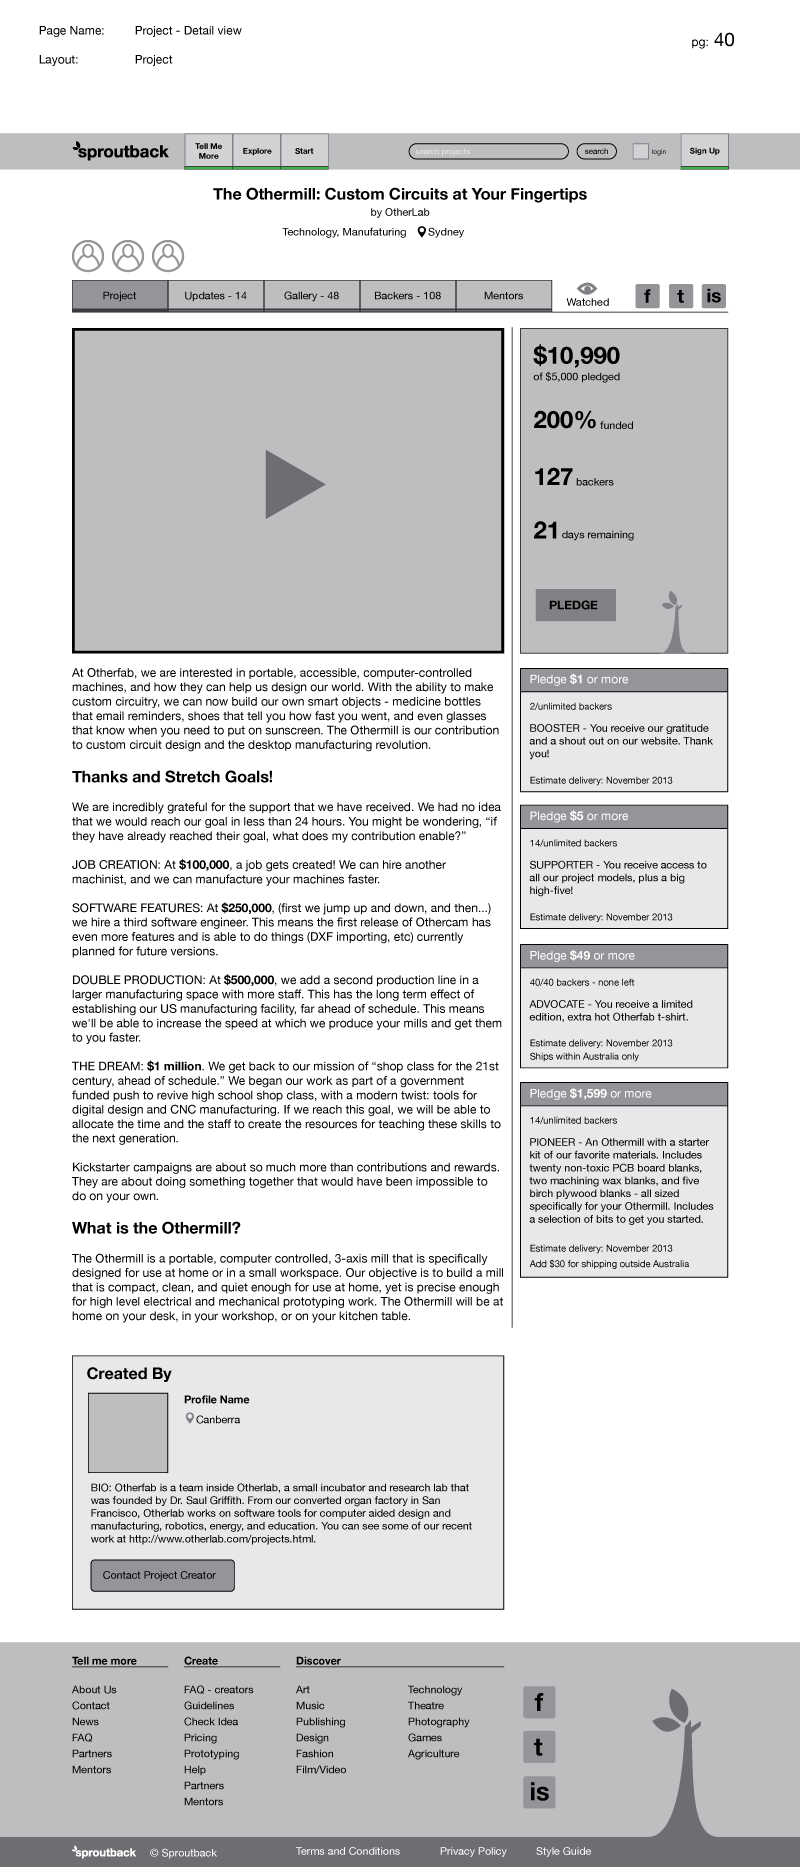 Page Name: Project - Detail view
pg: 40
Layout: Project
sproutback
Tell Me
More
Explore
Start
search projects
search
login
Sign Up
The Othermill: Custom Circuits at Your Fingertips
by OtherLab
Technology, Manufaturing Sydney
Project
Updates - 14
Gallery - 48
Backers - 108
Mentors
Watched
f
t
is
$10,990
of $5,000 pledged
200% funded
127 backers
21 days remaining
PLEDGE
At Otherfab, we are interested in portable, accessible, computer-controlled
machines, and how they can help us design our world. With the ability to make
custom circuitry, we can now build our own smart objects - medicine bottles
that email reminders, shoes that tell you how fast you went, and even glasses
that know when you need to put on sunscreen. The Othermill is our contribution
to custom circuit design and the desktop manufacturing revolution.
Thanks and Stretch Goals!
We are incredibly grateful for the support that we have received. We had no idea
that we would reach our goal in less than 24 hours. You might be wondering, “if
they have already reached their goal, what does my contribution enable?”
JOB CREATION: At $100,000, a job gets created! We can hire another
machinist, and we can manufacture your machines faster.
SOFTWARE FEATURES: At $250,000, (first we jump up and down, and then...)
we hire a third software engineer. This means the first release of Othercam has
even more features and is able to do things (DXF importing, etc) currently
planned for future versions.
DOUBLE PRODUCTION: At $500,000, we add a second production line in a
larger manufacturing space with more staff. This has the long term effect of
establishing our US manufacturing facility, far ahead of schedule. This means
we'll be able to increase the speed at which we produce your mills and get them
to you faster.
THE DREAM: $1 million. We get back to our mission of “shop class for the 21st
century, ahead of schedule.” We began our work as part of a government
funded push to revive high school shop class, with a modern twist: tools for
digital design and CNC manufacturing. If we reach this goal, we will be able to
allocate the time and the staff to create the resources for teaching these skills to
the next generation.
Kickstarter campaigns are about so much more than contributions and rewards.
They are about doing something together that would have been impossible to
do on your own.
What is the Othermill?
The Othermill is a portable, computer controlled, 3-axis mill that is specifically
designed for use at home or in a small workspace. Our objective is to build a mill
that is compact, clean, and quiet enough for use at home, yet is precise enough
for high level electrical and mechanical prototyping work. The Othermill will be at
home on your desk, in your workshop, or on your kitchen table.
Pledge $1 or more
2/unlimited backers
BOOSTER - You receive our gratitude
and a shout out on our website. Thank
you!
Estimate delivery: November 2013
Pledge $5 or more
14/unlimited backers
SUPPORTER - You receive access to
all our project models, plus a big
high-five!
Estimate delivery: November 2013
Pledge $49 or more
40/40 backers - none left
ADVOCATE - You receive a limited
edition, extra hot Otherfab t-shirt.
Estimate delivery: November 2013
Ships within Australia only
Pledge $1,599 or more
14/unlimited backers
PIONEER - An Othermill with a starter
kit of our favorite materials. Includes
twenty non-toxic PCB board blanks,
two machining wax blanks, and five
birch plywood blanks - all sized
specifically for your Othermill. Includes
a selection of bits to get you started.
Estimate delivery: November 2013
Add $30 for shipping outside Australia
Created By
Profile Name
Canberra
BIO: Otherfab is a team inside Otherlab, a small incubator and research lab that
was founded by Dr. Saul Griffith. From our converted organ factory in San
Francisco, Otherlab works on software tools for computer aided design and
manufacturing, robotics, energy, and education. You can see some of our recent
work at http://www.otherlab.com/projects.html.
Contact Project Creator
Tell me more
About Us
Contact
News
FAQ
Partners
Mentors
Create
FAQ - creators
Guidelines
Check Idea
Pricing
Prototyping
Help
Partners
Mentors
Discover
Art
Music
Publishing
Design
Fashion
Film/Video
Technology
Theatre
Photography
Games
Agriculture
f
t
is
sproutback © Sproutback
Terms and Conditions
Privacy Policy
Style Guide